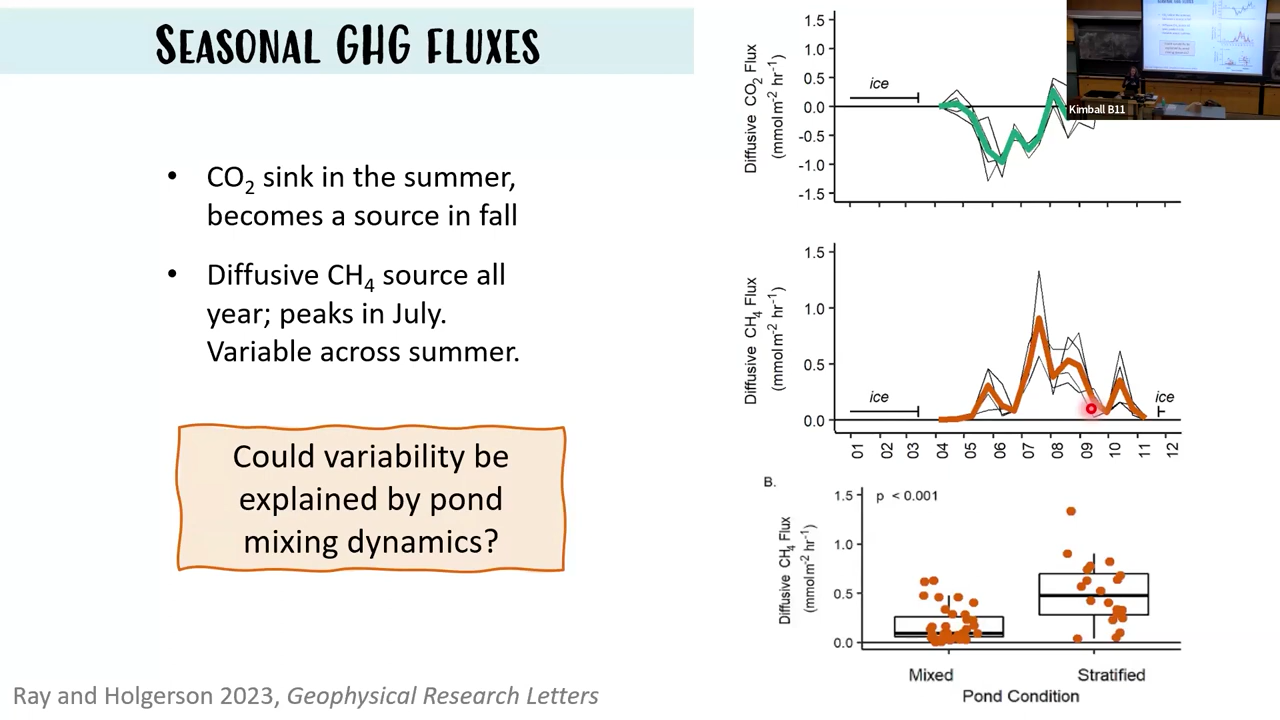 SEASONAL GHG FLUXES
• CO2 sink in the summer,
becomes a source in fall
• Diffusive CH4 source all
year; peaks in July.
Variable across summer.
Could variability be
explained by pond
mixing dynamics?
Ray and Holgerson 2023, Geophysical Research Letters
Diffusive CO2 Flux
(mmol m-2 hr-1)
1.5
1.0
0.5
0.0
-0.5
-1.0
-1.5
ice
Kimball B11
Diffusive CH4 Flux
(mmol m-2 hr-1)
1.5
1.0
0.5
0.0
ice
ice
01 02 03 04 05 06 07 08 09 10 11 12
B.
p < 0.001
Diffusive CH4 Flux
(mmol m-2 hr-1)
1.5
1.0
0.5
0.0
Mixed Stratified
Pond Condition